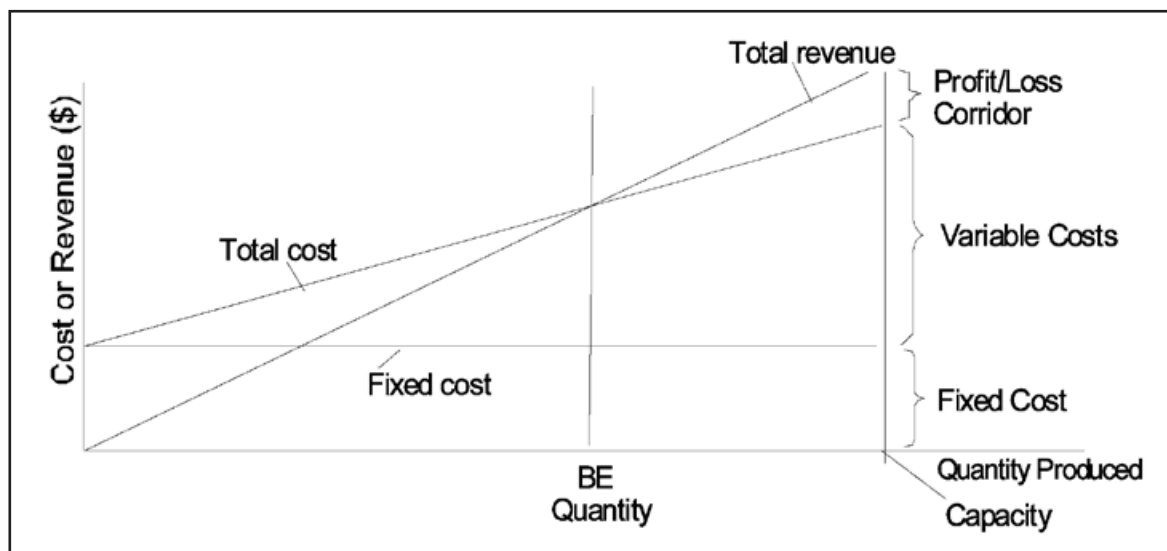 Total revenue
Profit/Loss
Corridor
Cost or Revenue ($)
Total cost
Variable Costs
Fixed cost
Fixed Cost
BE
Quantity
Quantity Produced
Capacity